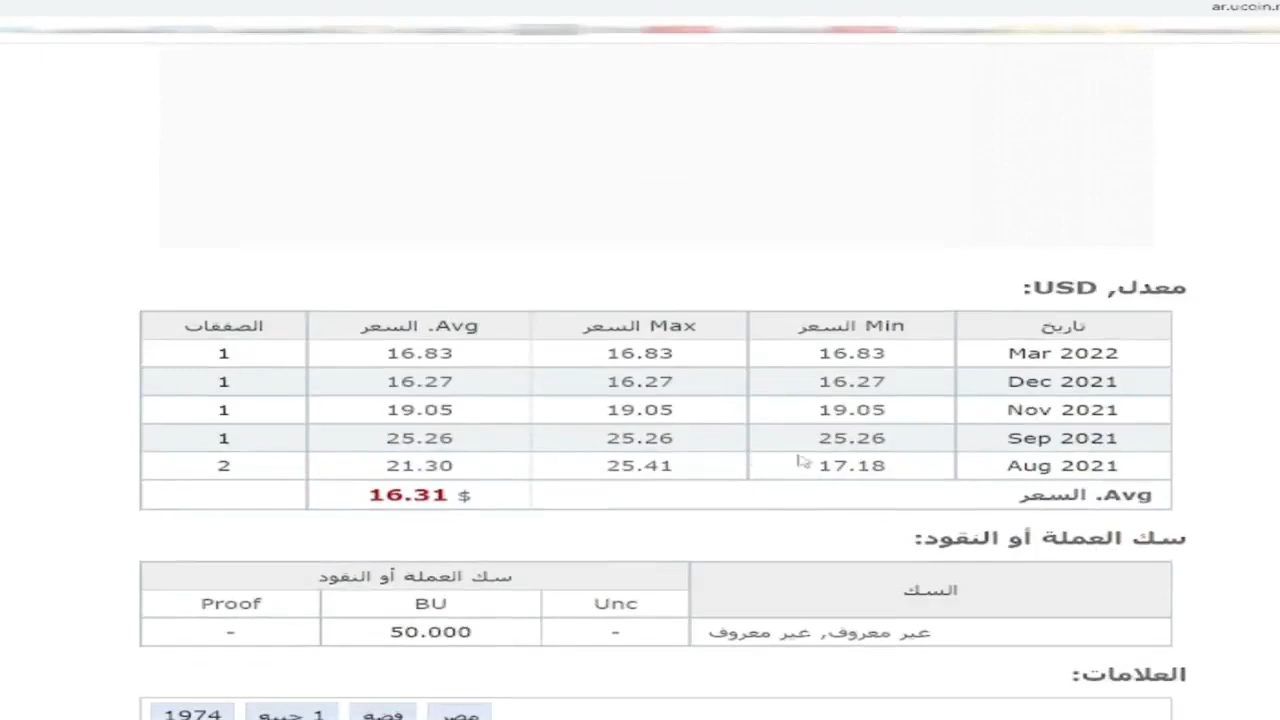 ar.ucoin.n
معدل, USD:
تاريخ Min السعر Max السعر Avg. السعر الصفقات
Mar 2022 16.83 16.83 16.83 1
Dec 2021 16.27 16.27 16.27 1
Nov 2021 19.05 19.05 19.05 1
Sep 2021 25.26 25.26 25.26 1
Aug 2021 17.18 25.41 21.30 2
Avg. السعر 16.31 $
سك العملة أو النقود:
السك سك العملة أو النقود
Unc BU Proof
غير معروف, غير معروف - 50.000 -
العلامات:
مصر فضة 1 جنيه 1974